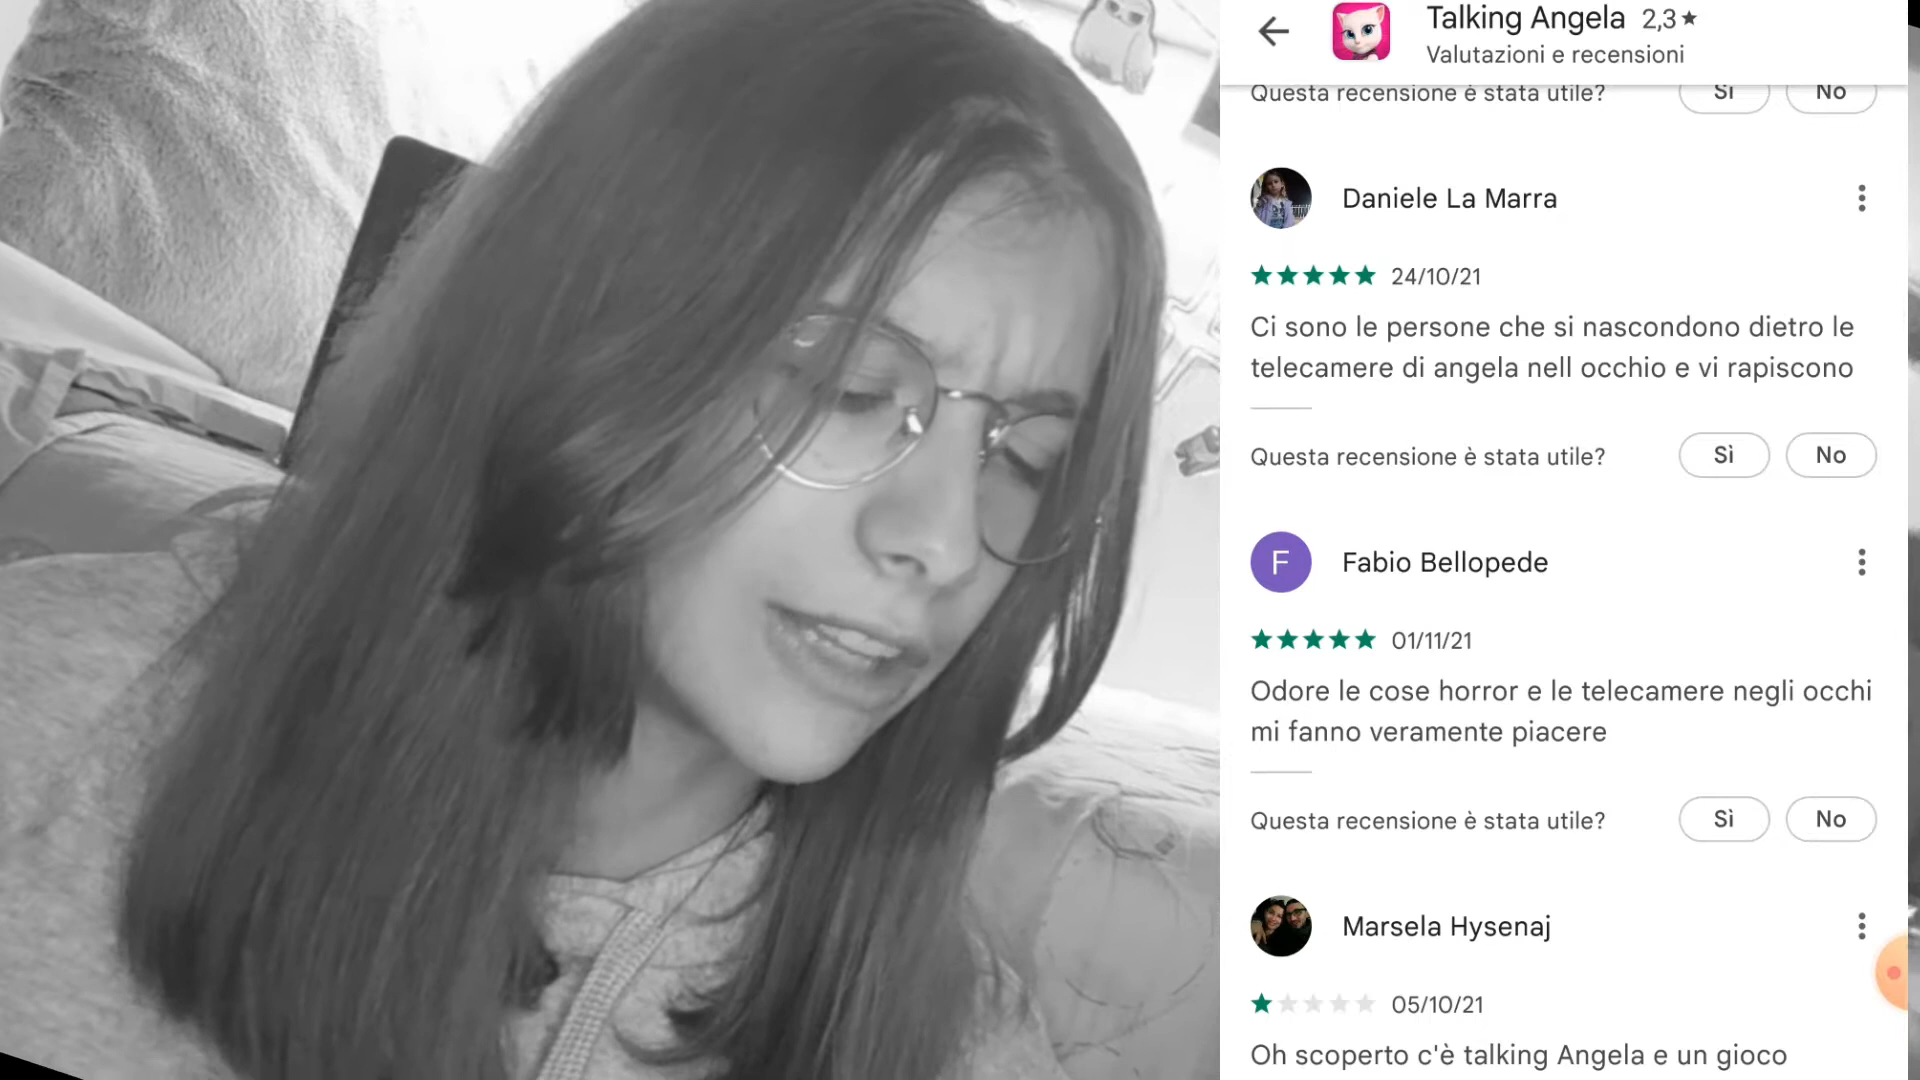 Talking Angela 2,3★
Valutazioni e recensioni
Questa recensione è stata utile? Sì No
Daniele La Marra
24/10/21
Ci sono le persone che si nascondono dietro le
telecamere di angela nell occhio e vi rapiscono
Questa recensione è stata utile? Sì No
F Fabio Bellopede
01/11/21
Odore le cose horror e le telecamere negli occhi
mi fanno veramente piacere
Questa recensione è stata utile? Sì No
Marsela Hysenaj
05/10/21
Oh scoperto c'è talking Angela e un gioco